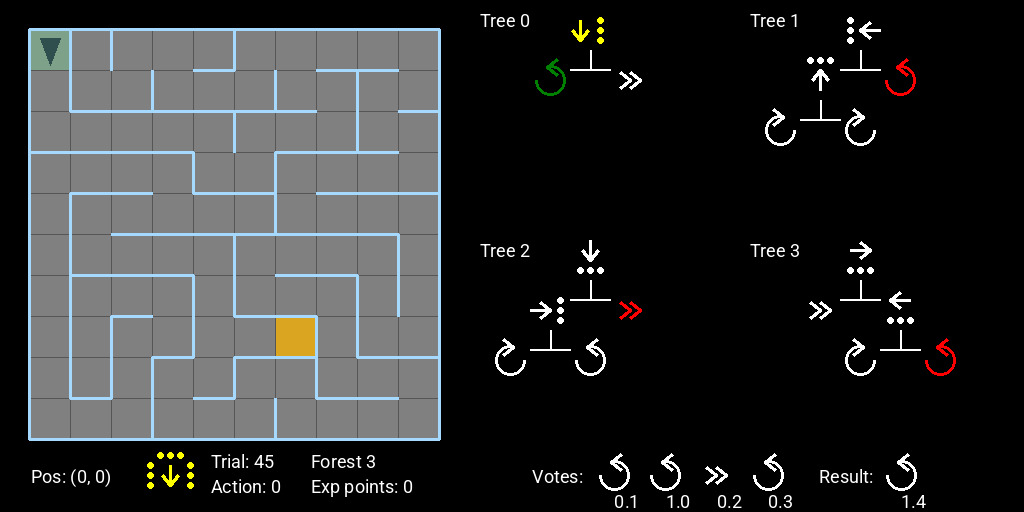 Tree 0
Tree 1
Tree 2
Tree 3
Pos: (0, 0)
Trial: 45
Forest 3
Action: 0
Exp points: 0
Votes:
0.1
1.0
0.2
0.3
Result:
1.4